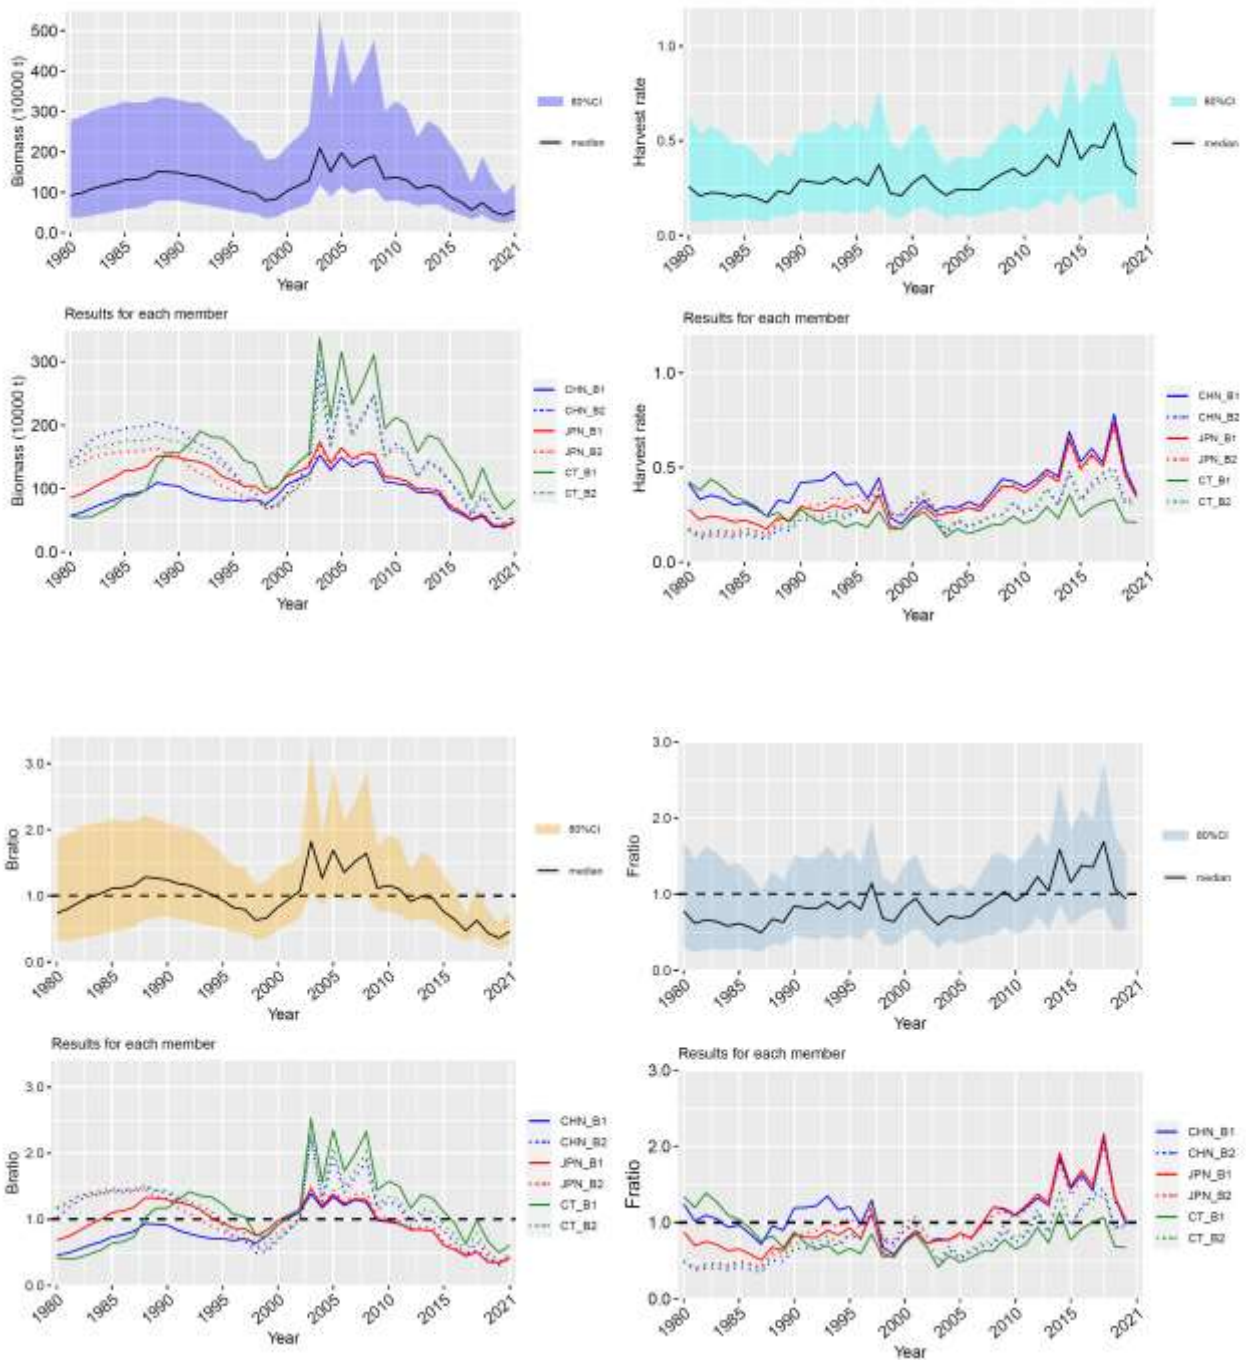 Biomass (10000 t)
500
400
300
200
100
0.0
1980 1985 1990 1995 2000 2005 2010 2015 2021
Year
80%CI
median
Harvest rate
1.0
0.5
0.0
1980 1985 1990 1995 2000 2005 2010 2015 2021
Year
80%CI
median
Results for each member
Biomass (10000 t)
300
200
100
0.0
1980 1985 1990 1995 2000 2005 2010 2015 2021
Year
CHN_B1
CHN_B2
JPN_B1
JPN_B2
CT_B1
CT_B2
Results for each member
Harvest rate
1.0
0.5
0.0
1980 1985 1990 1995 2000 2005 2010 2015 2021
Year
CHN_B1
CHN_B2
JPN_B1
JPN_B2
CT_B1
CT_B2
Bratio
3.0
2.0
1.0
0.0
1980 1985 1990 1995 2000 2005 2010 2015 2021
Year
80%CI
median
Fratio
3.0
2.0
1.0
0.0
1980 1985 1990 1995 2000 2005 2010 2015 2021
Year
80%CI
median
Results for each member
Bratio
3.0
2.0
1.0
0.0
1980 1985 1990 1995 2000 2005 2010 2015 2021
Year
CHN_B1
CHN_B2
JPN_B1
JPN_B2
CT_B1
CT_B2
Results for each member
Fratio
3.0
2.0
1.0
0.0
1980 1985 1990 1995 2000 2005 2010 2015 2021
Year
CHN_B1
CHN_B2
JPN_B1
JPN_B2
CT_B1
CT_B2